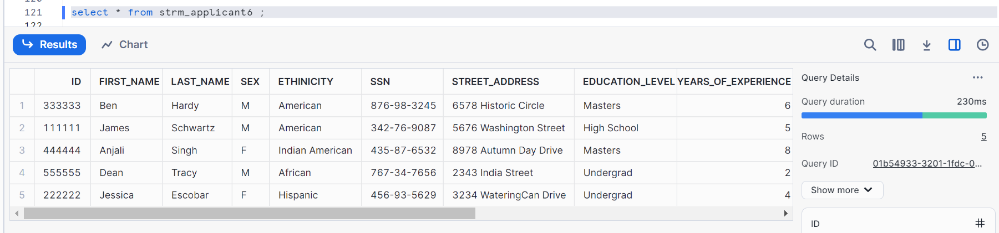 121 select * from strm_applicant6 ;
122
Results Chart
ID FIRST_NAME LAST_NAME SEX ETHINICITY SSN STREET_ADDRESS EDUCATION_LEVEL YEARS_OF_EXPERIENCE
1 333333 Ben Hardy M American 876-98-3245 6578 Historic Circle Masters 6
2 111111 James Schwartz M American 342-76-9087 5676 Washington Street High School 5
3 444444 Anjali Singh F Indian American 435-87-6532 8978 Autumn Day Drive Masters 8
4 555555 Dean Tracy M African 767-34-7656 2343 India Street Undergrad 2
5 222222 Jessica Escobar F Hispanic 456-93-5629 3234 WateringCan Drive Undergrad 4
Query Details ...
Query duration 230ms
Rows 5
Query ID 01b54933-3201-1fdc-0...
Show more
ID #